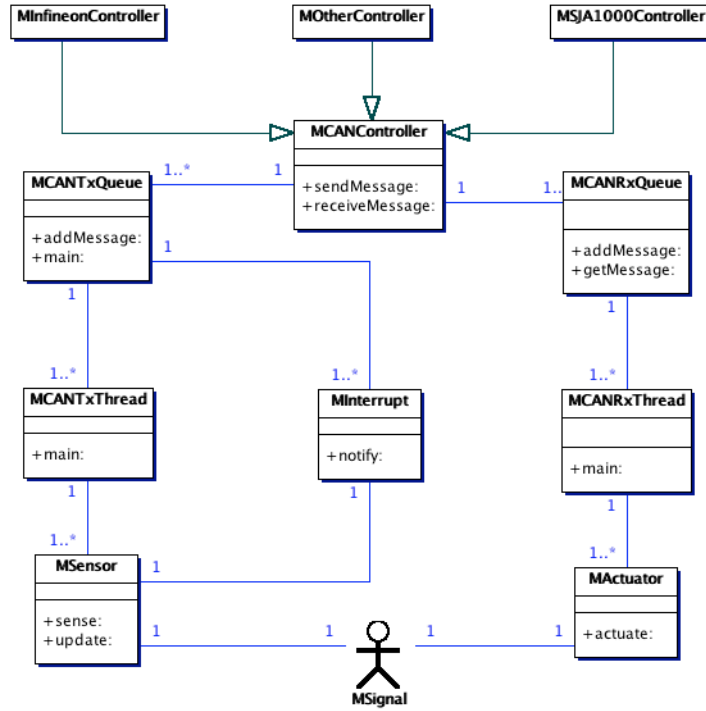 MInfineonController
MOtherController
MSJA1000Controller
MCANController
+sendMessage:
+receiveMessage:
1..*
1
1
1..
MCANTxQueue
+addMessage:
+main:
MCANRxQueue
+addMessage:
+getMessage:
1
1
1
1..*
1..*
1..*
MCANTxThread
+main:
MInterrupt
+notify:
MCANRxThread
+main:
1
1
1
1..*
1..*
MSensor
+sense:
+update:
1
1
1
1
1
MActuator
+actuate:
MSignal